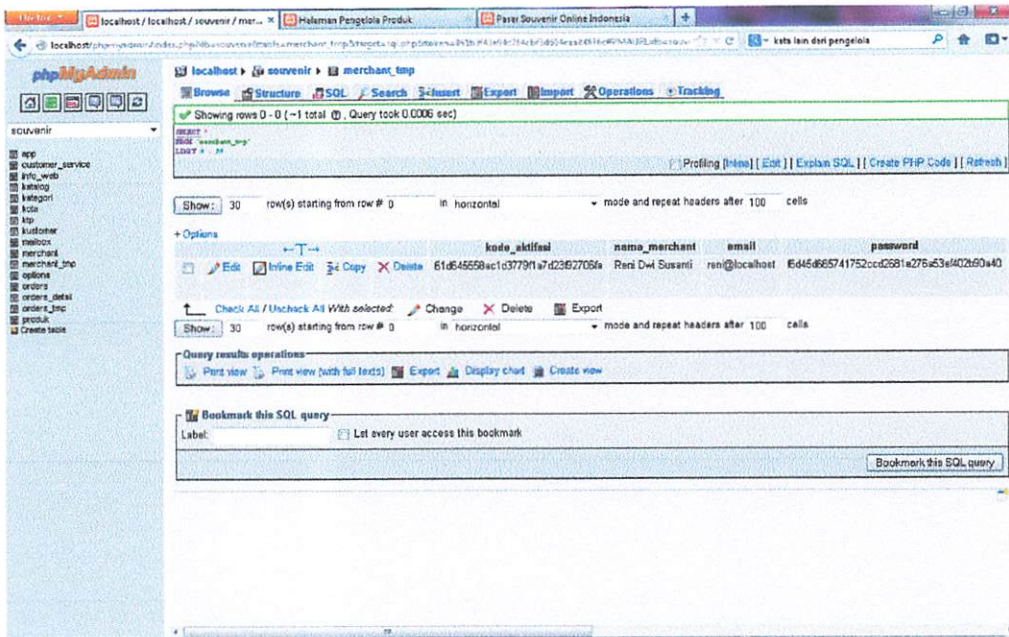 localhost / localhost / souvenir / mer...
Halaman Pengelola Produk
Pasar Souvenir Online Indonesia
kata lain dari pengelola
phpMyAdmin
localhost ▸ souvenir ▸ merchant_tmp
Browse Structure SQL Search Insert Export Import Operations Tracking
Showing rows 0 - 0 (~1 total , Query took 0.0006 sec)
SELECT *
FROM `merchant_tmp`
LIMIT 0 , 30
Profiling [Inline] [ Edit ] [ Explain SQL ] [ Create PHP Code ] [ Refresh ]
souvenir
app
customer_service
info_web
katalog
kategori
kota
ktp
kustomer
mailbox
merchant
merchant_tmp
options
orders
orders_detail
orders_tmp
produk
Create table
Show : 30 row(s) starting from row # 0 in horizontal mode and repeat headers after 100 cells
+ Options
←T→ kode_aktifasi nama_merchant email password
Edit Inline Edit Copy Delete Reni Dwi Susanti reni@localhost
Check All / Uncheck All With selected: Change Delete Export
Show : 30 row(s) starting from row # 0 in horizontal mode and repeat headers after 100 cells
Query results operations
Print view Print view (with full texts) Export Display chart Create view
Bookmark this SQL query
Label: Let every user access this bookmark
Bookmark this SQL query